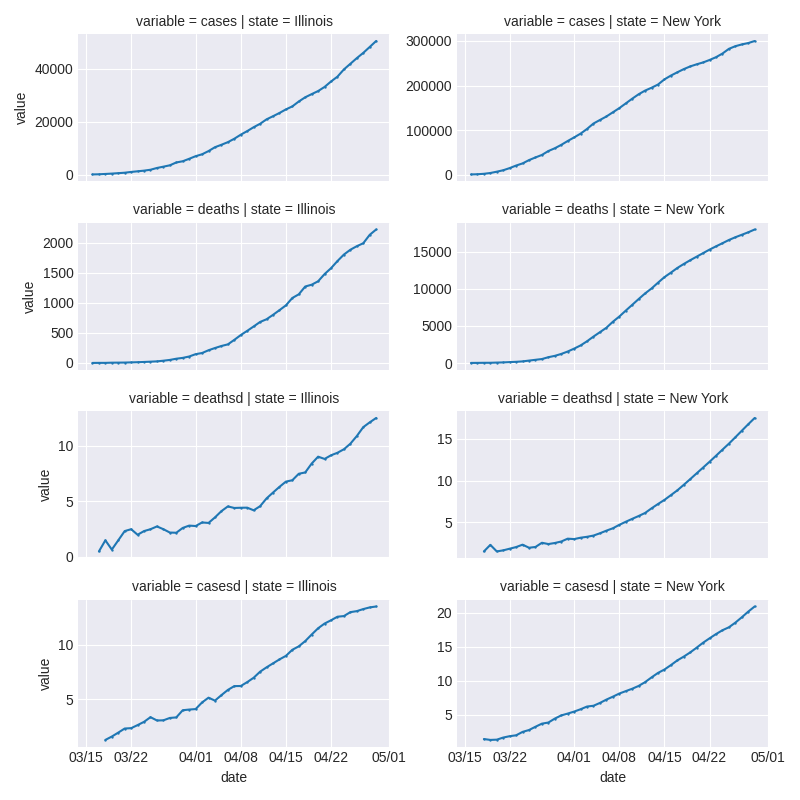 variable = cases | state = Illinois
variable = cases | state = New York
value
40000
20000
0
300000
200000
100000
0
variable = deaths | state = Illinois
variable = deaths | state = New York
value
2000
1500
1000
500
0
15000
10000
5000
0
variable = deathsd | state = Illinois
variable = deathsd | state = New York
value
10
5
0
15
10
5
variable = casesd | state = Illinois
variable = casesd | state = New York
value
10
5
20
15
10
5
03/15 03/22 04/01 04/08 04/15 04/22 05/01
03/15 03/22 04/01 04/08 04/15 04/22 05/01
date
date